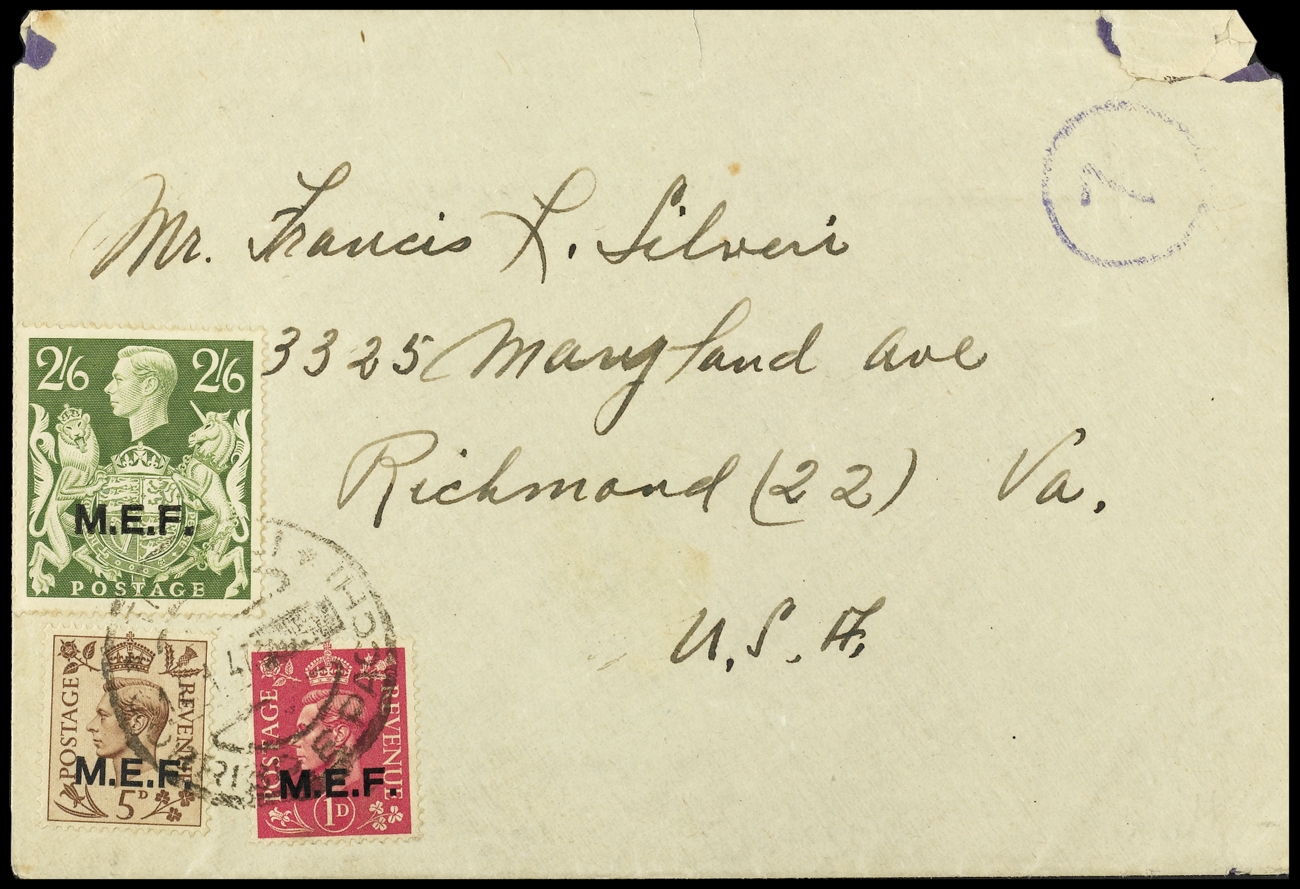 Mr. Francis X. Silveri
3325 Maryland ave
Richmond (22) Va.
U.S.A.
2/6 2/6
M.E.F.
POSTAGE
POSTAGE REVENUE
M.E.F.
5D
POSTAGE REVENUE
M.E.F.
1D